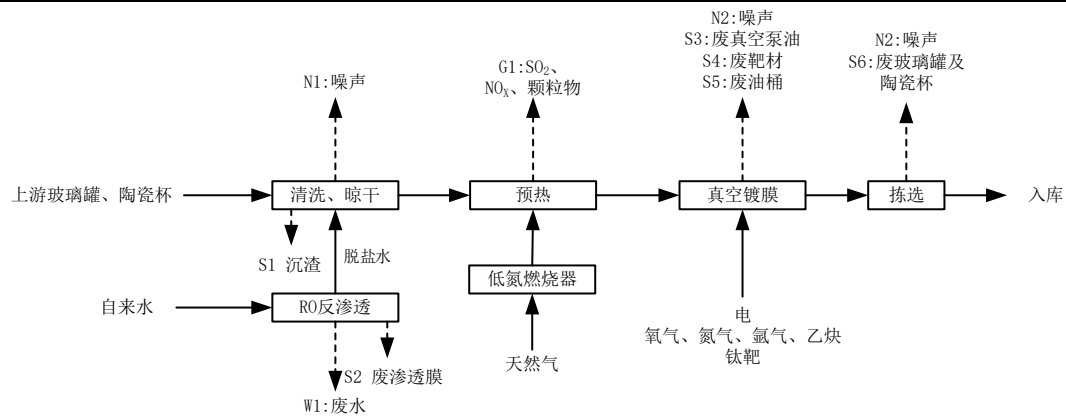 N2:噪声
S3:废真空泵油
S4:废靶材
S5:废油桶
N2:噪声
S6:废玻璃罐及
陶瓷杯
G1:SO₂、
NOX、颗粒物
N1:噪声
上游玻璃罐、陶瓷杯
清洗、晾干
预热
真空镀膜
拣选
入库
S1 沉渣
脱盐水
低氮燃烧器
自来水
RO反渗透
电
氧气、氮气、氩气、乙炔
钛靶
天然气
S2 废渗透膜
W1:废水